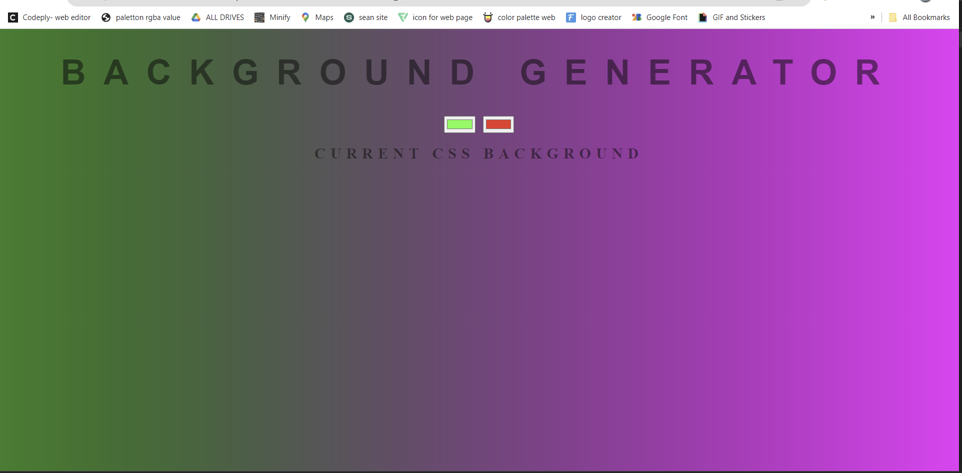 Codeply- web editor paletton rgba value ALL DRIVES Minify Maps sean site icon for web page color palette web logo creator Google Font GIF and Stickers » All Bookmarks
BACKGROUND GENERATOR
CURRENT CSS BACKGROUND